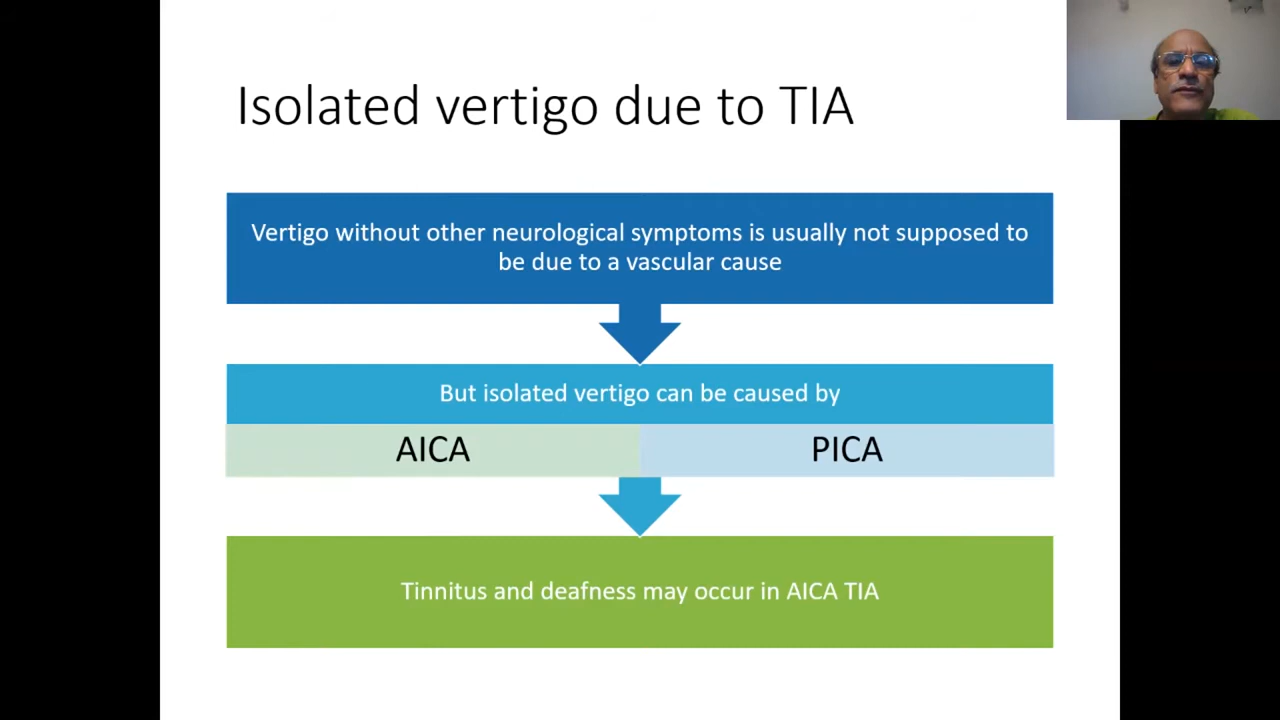 Isolated vertigo due to TIA
Vertigo without other neurological symptoms is usually not supposed to
be due to a vascular cause
But isolated vertigo can be caused by
AICA
PICA
Tinnitus and deafness may occur in AICA TIA